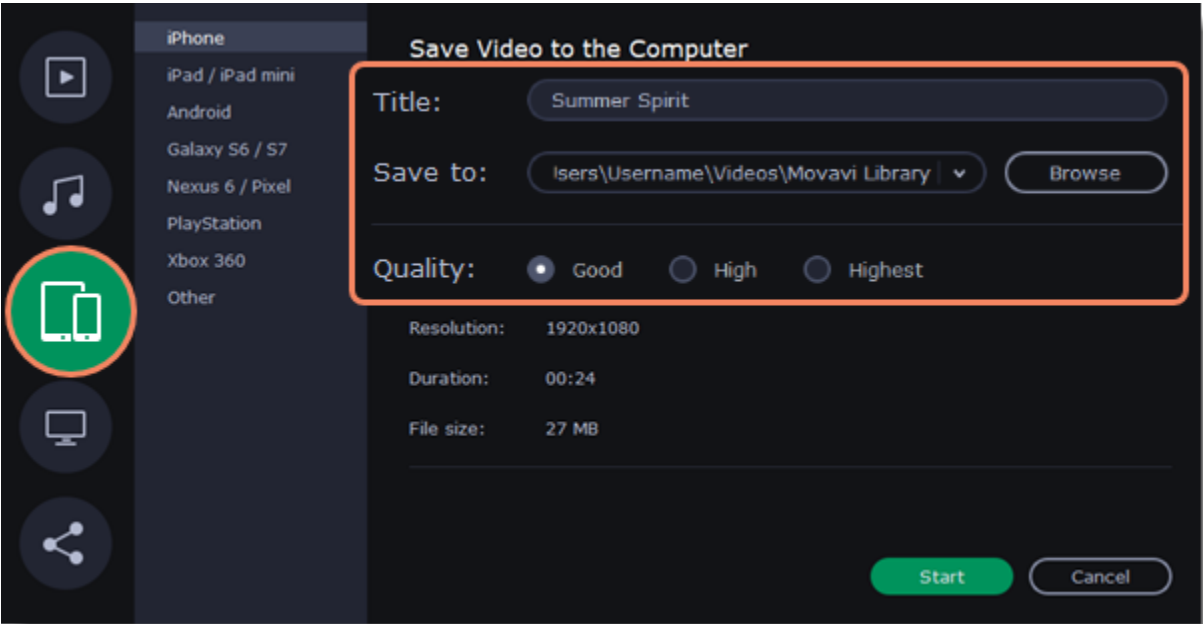 iPhone
iPad / iPad mini
Android
Galaxy S6 / S7
Nexus 6 / Pixel
PlayStation
Xbox 360
Other
Save Video to the Computer
Title: Summer Spirit
Save to: sers\Username\Videos\Movavi Library Browse
Quality: Good High Highest
Resolution: 1920x1080
Duration: 00:24
File size: 27 MB
Start Cancel